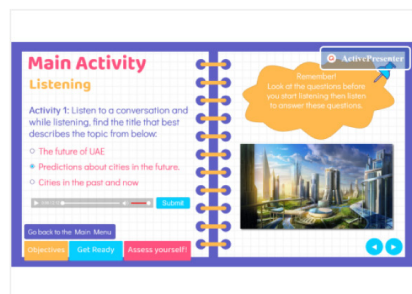 Main Activity
Listening
Activity 1: Listen to a conversation and
while listening, find the title that best
describes the topic from below:
The future of UAE
Predictions about cities in the future.
Cities in the past and now
Submit
Go back to the Main Menu
Objectives
Get Ready
Assess yourself!
ActivePresenter
Remember!
Look at the questions before
you start listening then listen
to answer these questions.